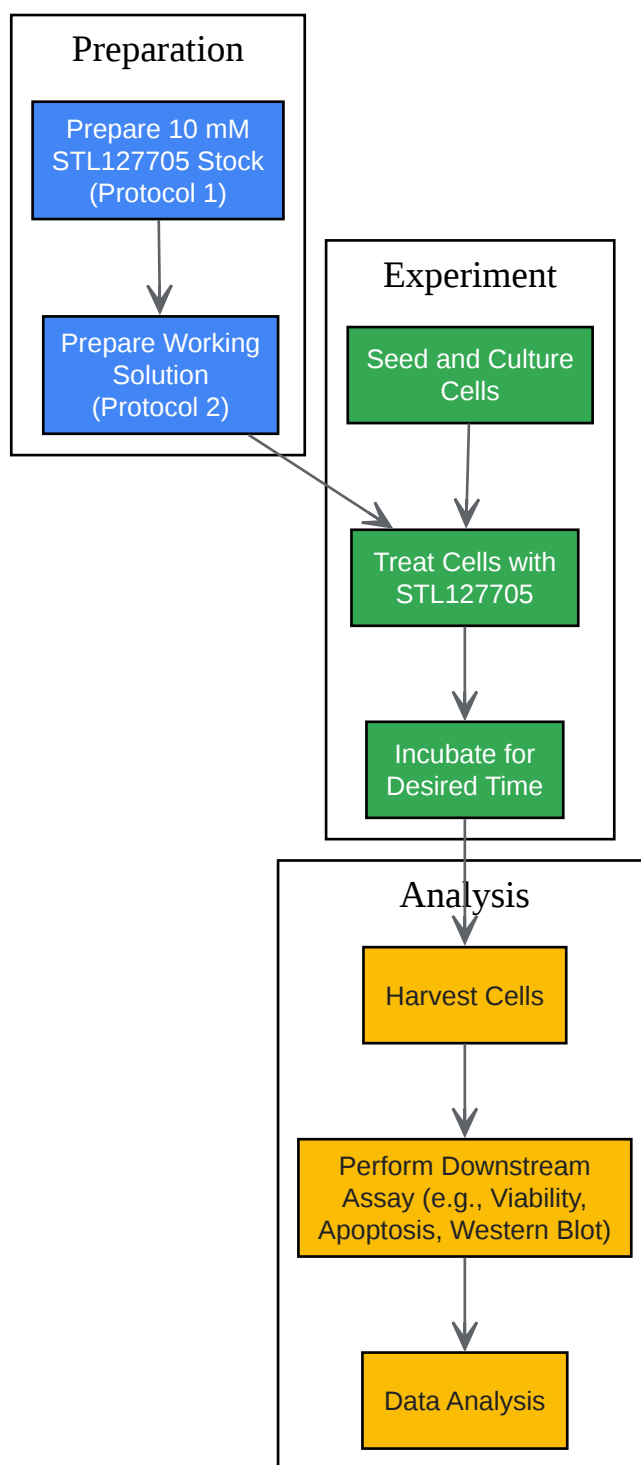 Preparation
Prepare 10 mM
STL127705 Stock
(Protocol 1)
Prepare Working
Solution
(Protocol 2)
Experiment
Seed and Culture
Cells
Treat Cells with
STL127705
Incubate for
Desired Time
Analysis
Harvest Cells
Perform Downstream
Assay (e.g., Viability,
Apoptosis, Western Blot)
Data Analysis